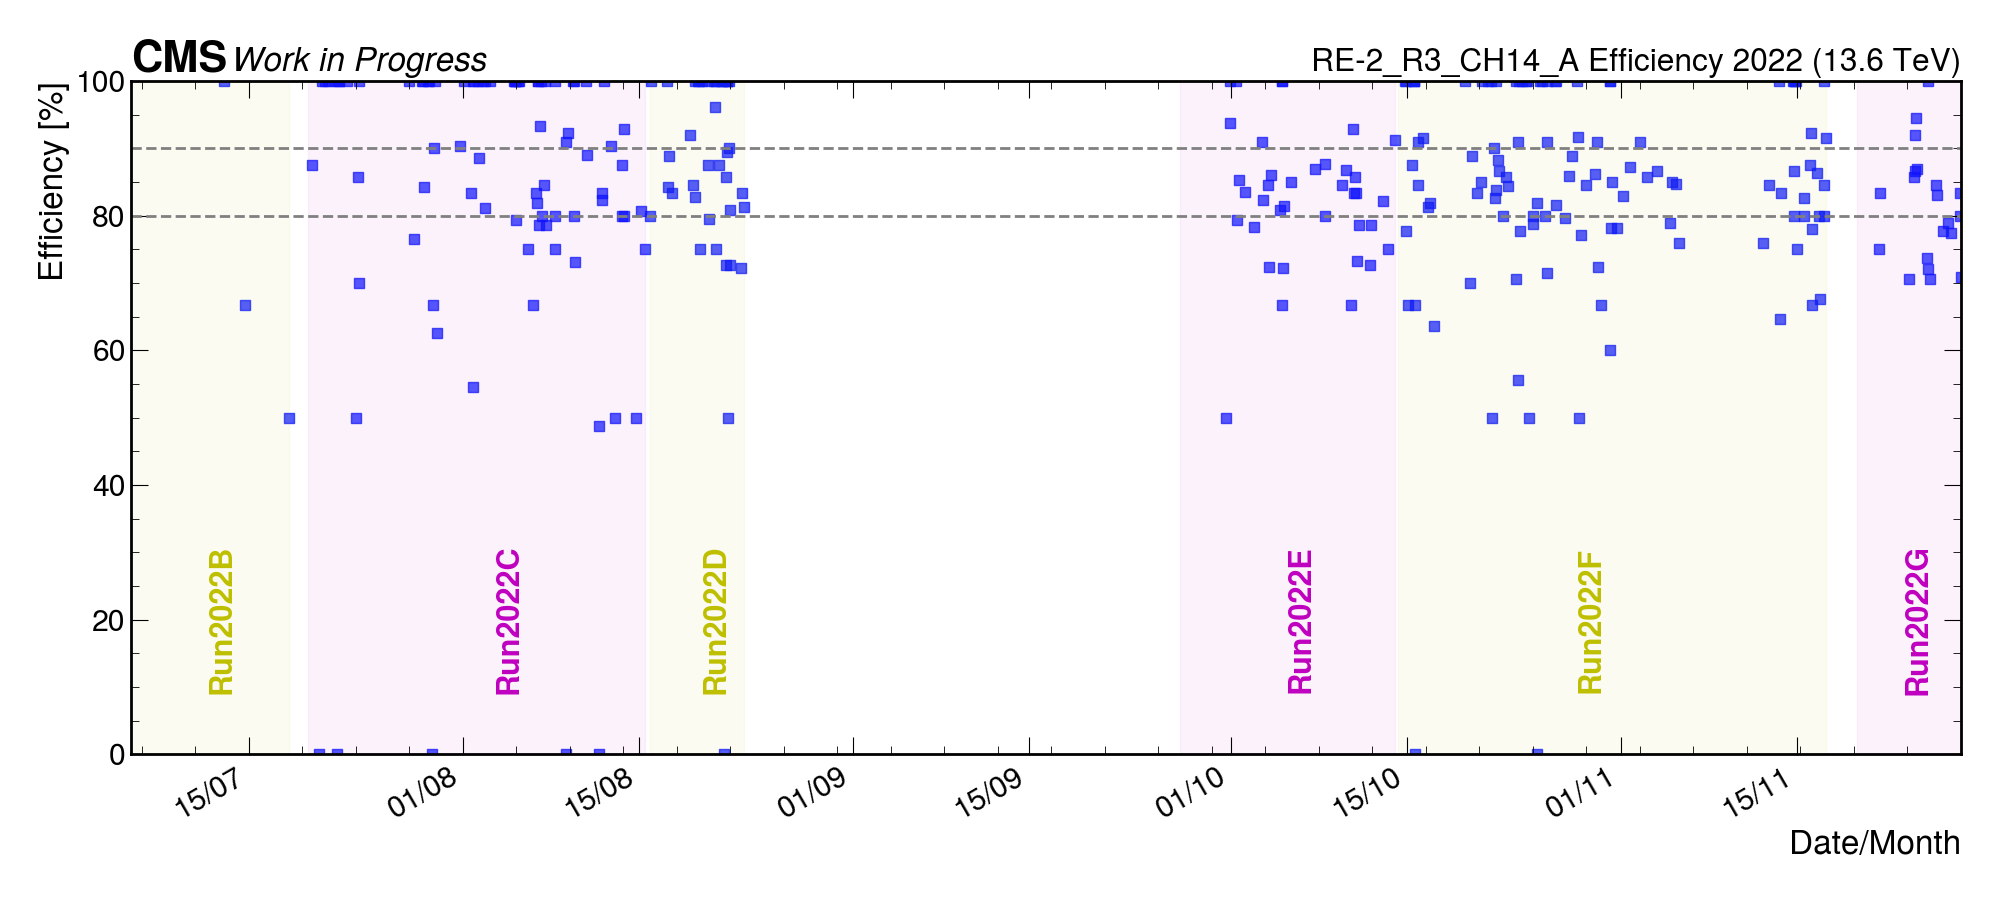 CMS Work in Progress
RE-2_R3_CH14_A Efficiency 2022 (13.6 TeV)
Efficiency [%]
100
80
60
40
20
0
Run2022B
Run2022C
Run2022D
Run2022E
Run2022F
Run2022G
15/07
01/08
15/08
01/09
15/09
01/10
15/10
01/11
15/11
Date/Month